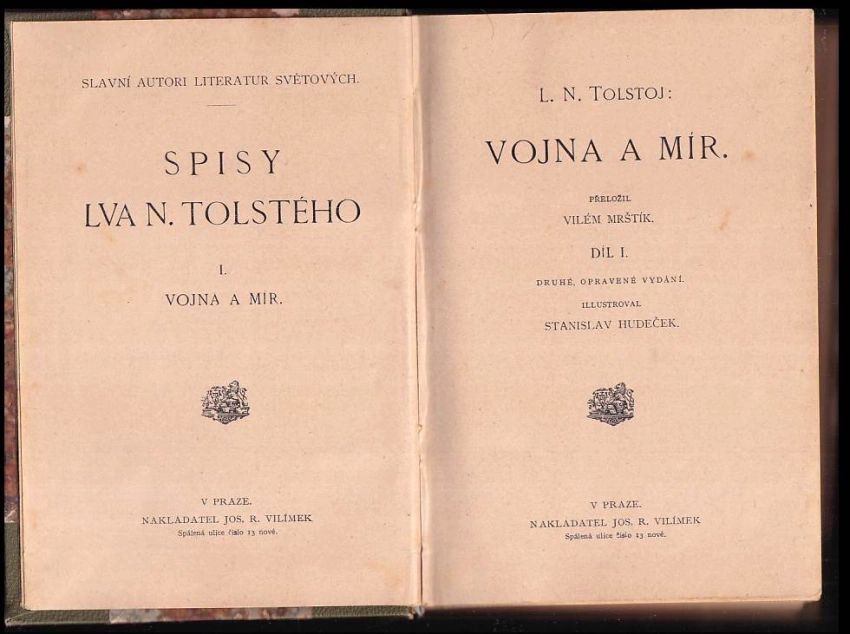 SLAVNÍ AUTORI LITERATUR SVĚTOVÝCH.
SPISY
LVA N. TOLSTÉHO
I.
VOJNA A MÍR.
V PRAZE.
NAKLADATEL JOS. R. VILÍMEK
Spálená ulice číslo 13 nové.
L. N. TOLSTOJ:
VOJNA A MÍR.
PŘELOŽIL
VILÉM MRŠTÍK.
DÍL I.
DRUHÉ, OPRAVENÉ VYDÁNÍ.
ILLUSTROVAL
STANISLAV HUDEČEK.
V PRAZE.
NAKLADATEL JOS. R. VILÍMEK
Spálená ulice číslo 13 nové.